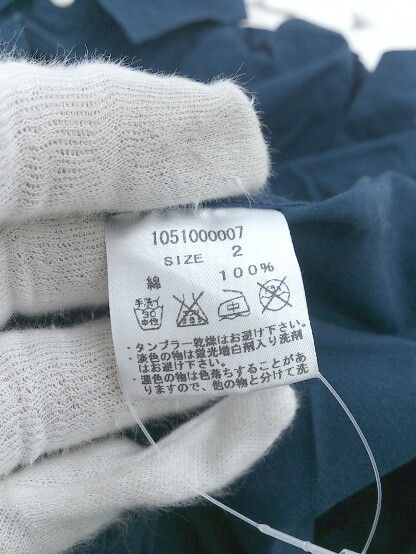 1051000007
SIZE 2
綿 100%
手洗イ
30
中性
・タンブラー乾燥はお避け下さい。
・淡色の物は蛍光増白剤入り洗剤
はお避け下さい。
・濃色の物は色落ちすることがあ
りますので、他の物と分けて洗